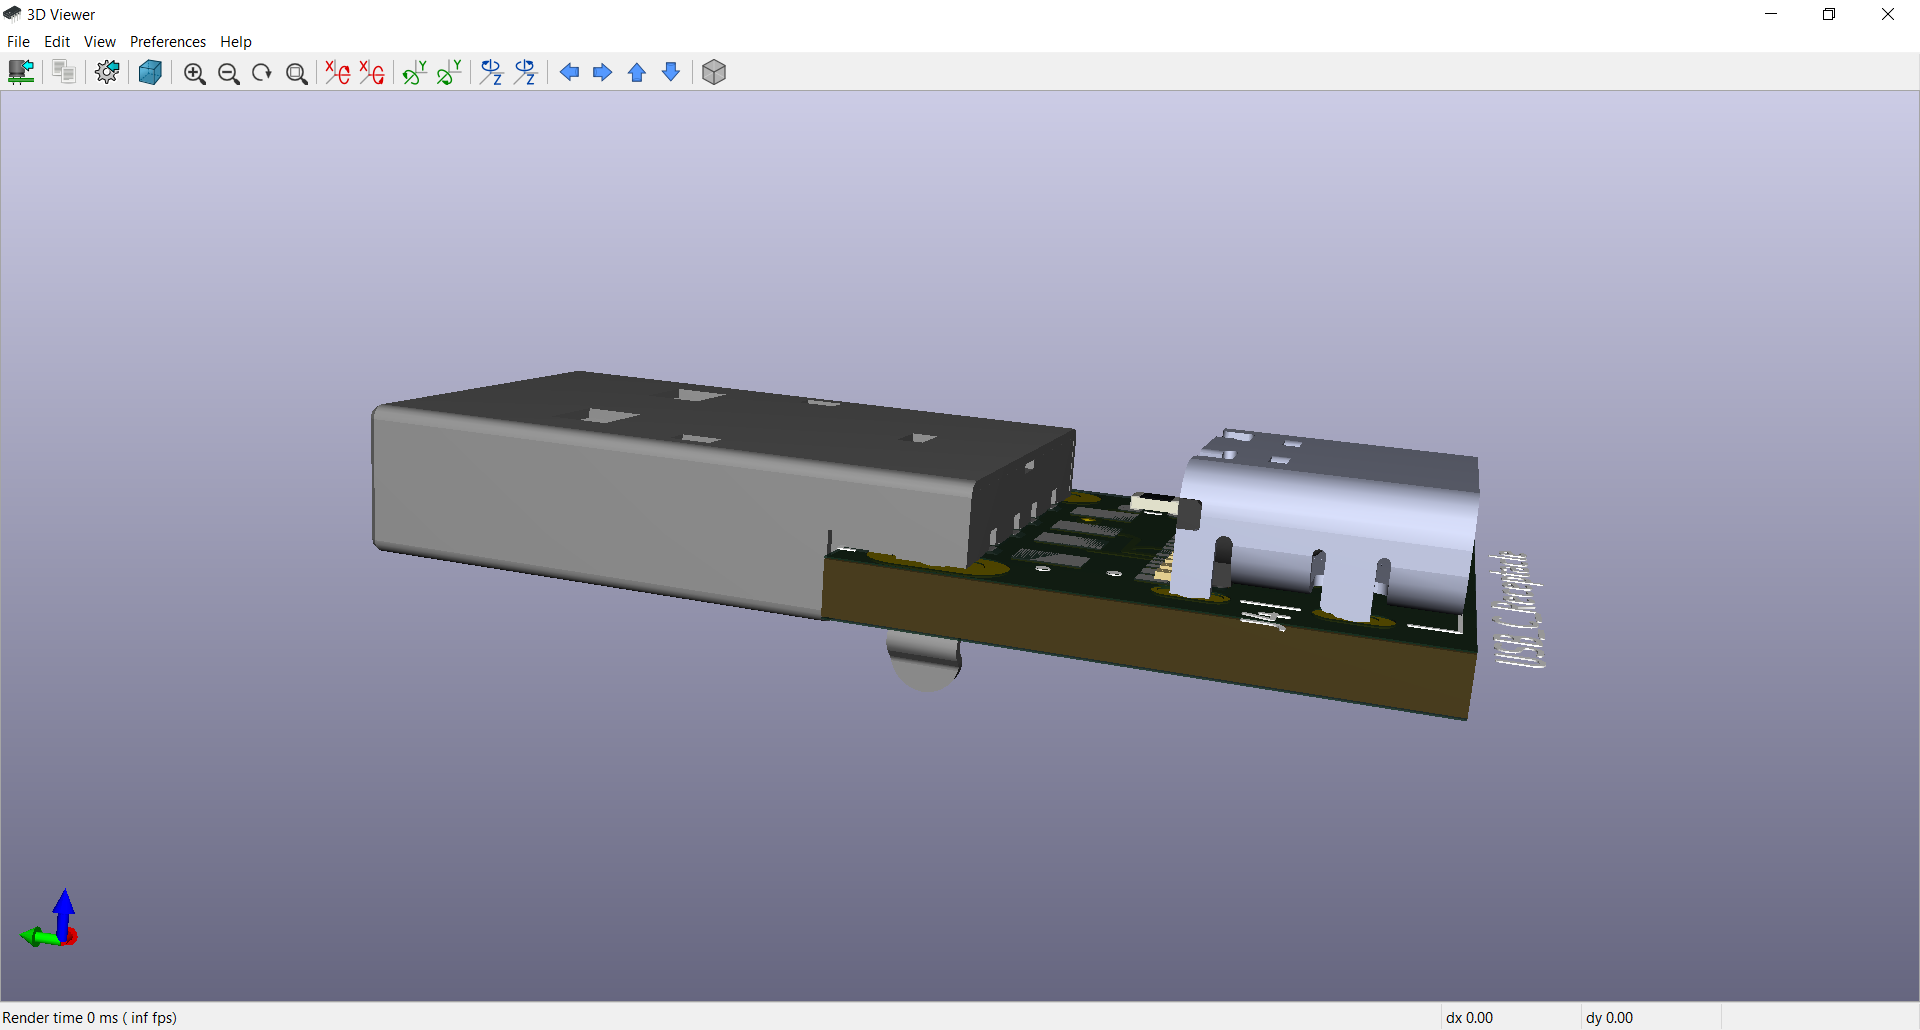 3D Viewer
File Edit View Preferences Help
X X Y Y Z Z
J4
Render time 0 ms ( inf fps)
dx 0.00
dy 0.00